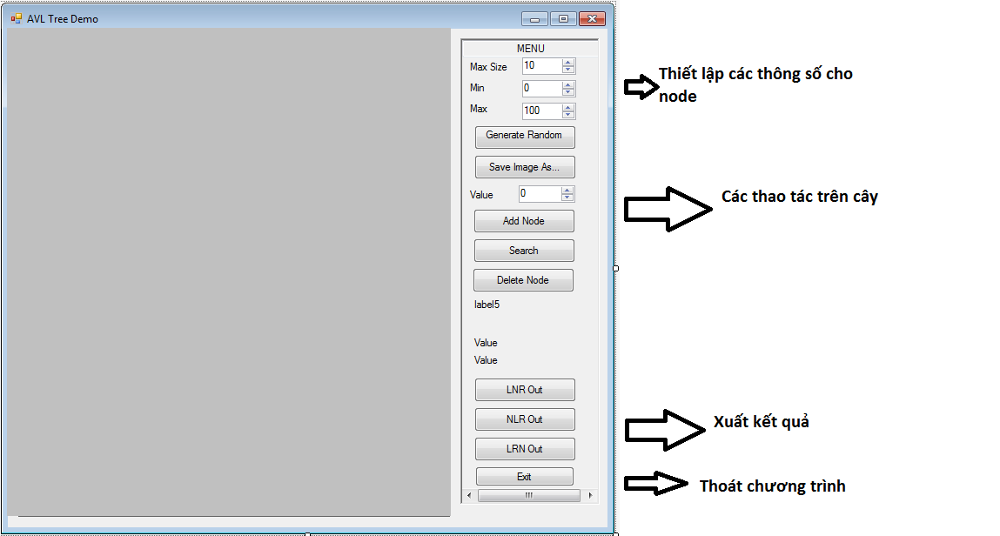 AVL Tree Demo
MENU
Max Size 10
Min 0
Max 100
Generate Random
Save Image As...
Value 0
Add Node
Search
Delete Node
label5
Value
Value
LNR Out
NLR Out
LRN Out
Exit
Thiết lập các thông số cho
node
Các thao tác trên cây
Xuất kết quả
Thoát chương trình